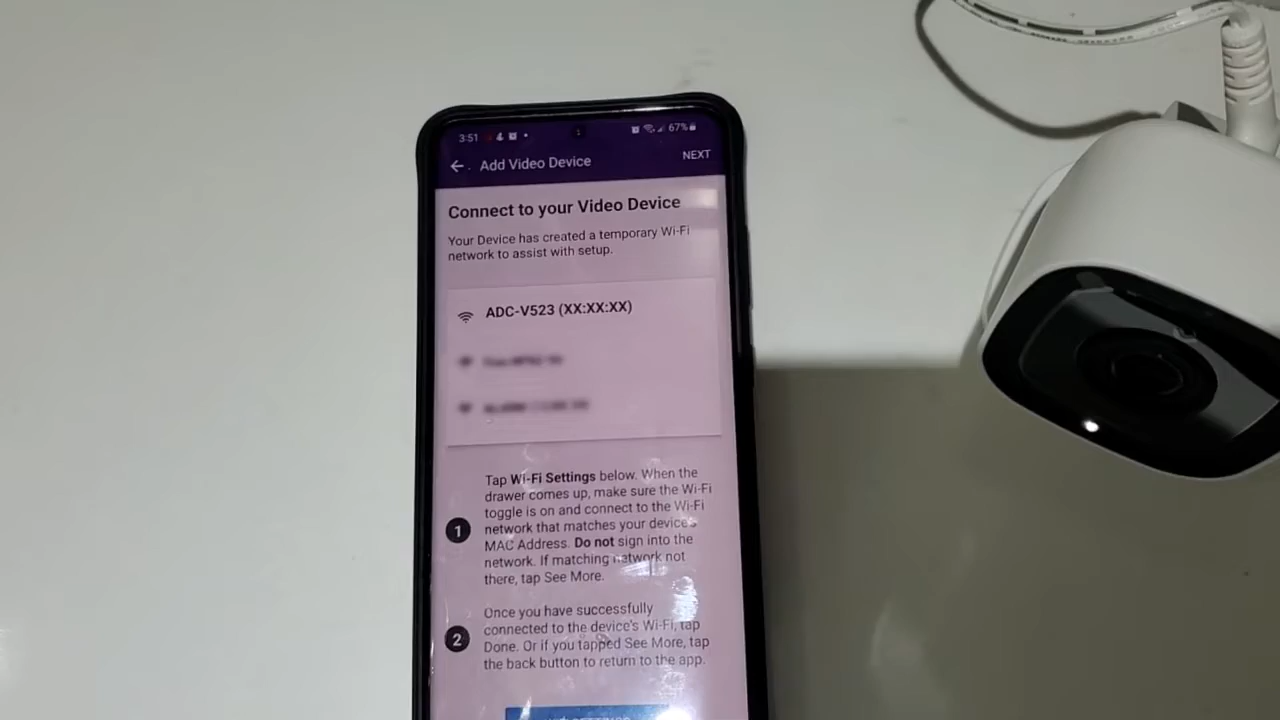 3:51
67%
Add Video Device
NEXT
Connect to your Video Device
Your Device has created a temporary Wi-Fi
network to assist with setup.
ADC-V523 (XX:XX:XX)
Tap Wi-Fi Settings below. When the
drawer comes up, make sure the Wi-Fi
toggle is on and connect to the Wi-Fi
1 network that matches your device's
MAC Address. Do not sign into the
network. If matching network not
there, tap See More.
Once you have successfully
connected to the device's Wi-Fi, tap
2 Done. Or if you tapped See More, tap
the back button to return to the app.